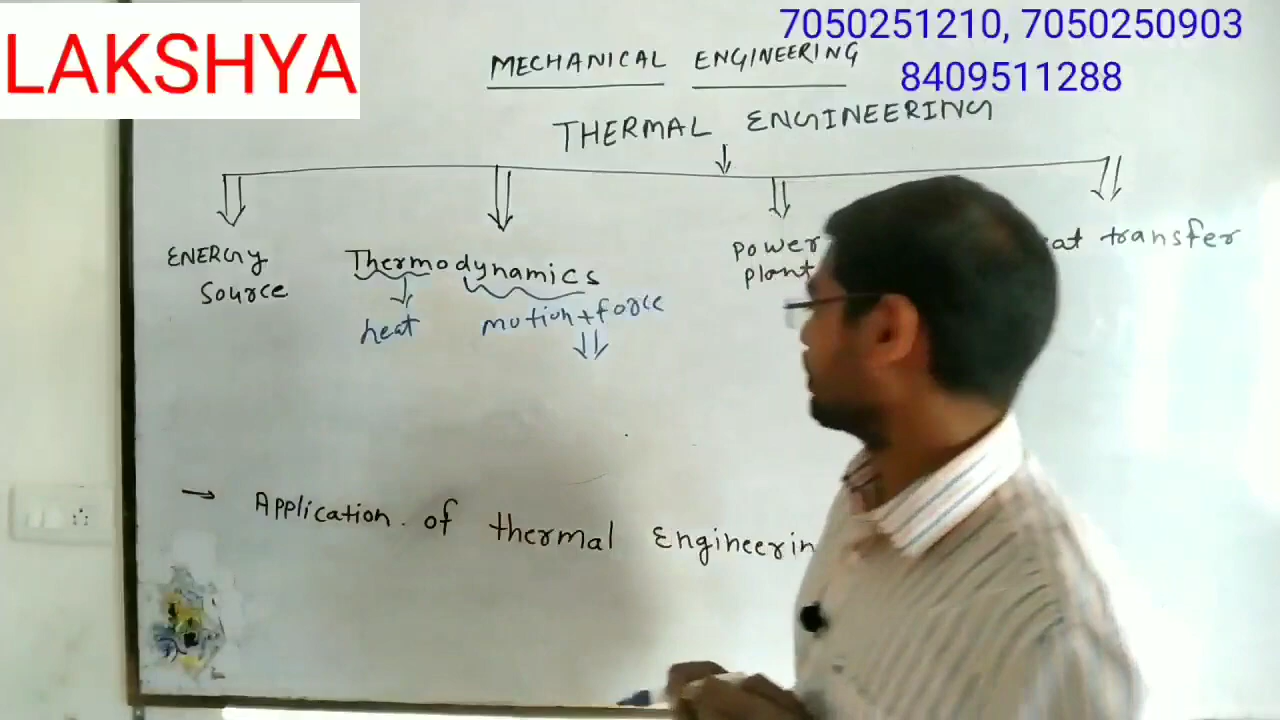 LAKSHYA
7050251210, 7050250903
8409511288
MECHANICAL ENGINEERING
THERMAL ENGINEERING
ENERGY
Source
Thermodynamics
heat
motion+force
Power
plant
at transfer
→ Application of thermal Engineerin